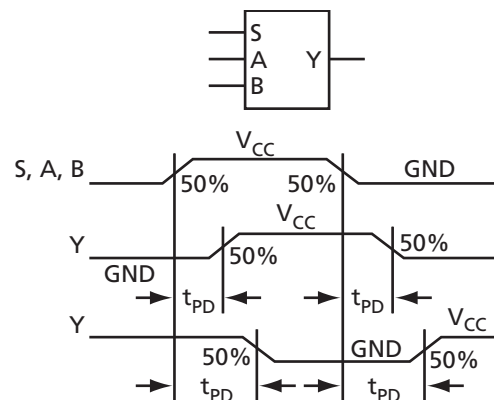 S
A Y
B
V_CC
S, A, B GND
50% 50%
V_CC
Y 50% 50%
GND
t_PD t_PD
Y V_CC
50% GND 50%
t_PD t_PD